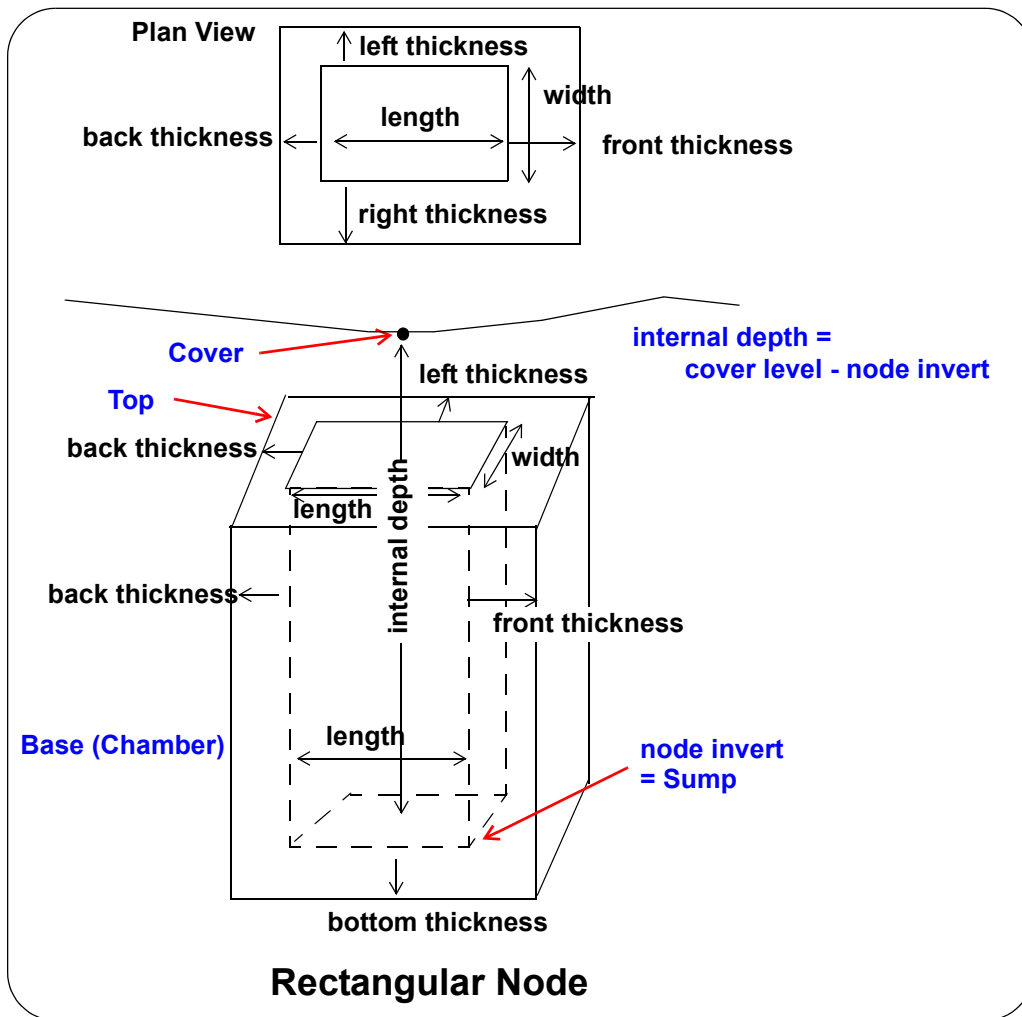 Plan View
left thickness
width
length
back thickness
front thickness
right thickness
Cover
internal depth =
cover level - node invert
left thickness
Top
back thickness
width
length
internal depth
back thickness
front thickness
Base (Chamber)
length
node invert
= Sump
bottom thickness
Rectangular Node